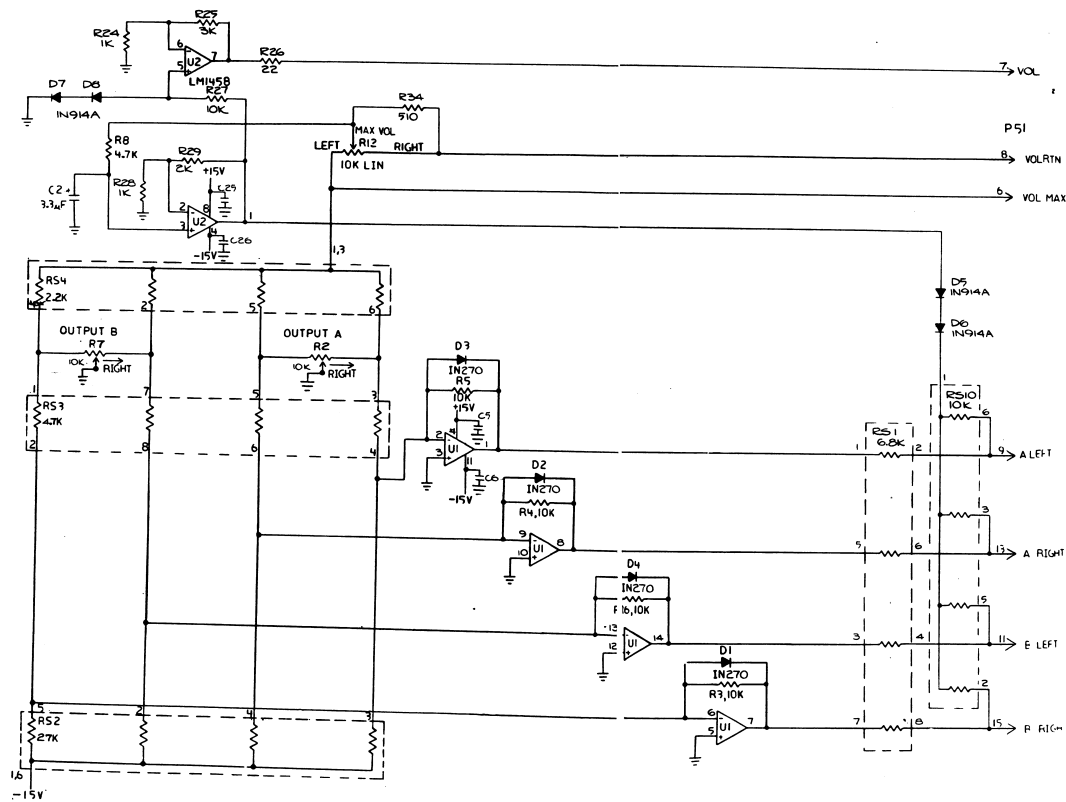 R25
R24
1K
3K
6
7
R26
22
U2
5
LM1458
7
VOL
D7
D8
R27
10K
1N914A
R34
510
P51
MAX VOL
R8
4.7K
LEFT
R12
RIGHT
10K LIN
8
VOLRTN
R29
2K
+15V
C2
+
3.3µF
R28
1K
C25
6
VOL MAX
2
8
U2
1
3
4
C26
-15V
1,3
RS4
2.2K
2
5
6
D5
1N914A
D6
1N914A
OUTPUT B
R7
10K
RIGHT
OUTPUT A
R2
10K
RIGHT
D3
IN270
R5
10K
+15V
C5
1
7
5
3
RS3
4.7K
2
8
6
4
4
2
U1
1
3
11
C6
-15V
1
RS10
10K
6
RS1
6.8K
1
2
9
A LEFT
D2
IN270
R4,10K
9
U1
8
10
3
5
6
13
A RIGHT
D4
IN270
16,10K
13
U1
14
12
5
3
4
11
LEFT
D1
IN270
R3,10K
6
U1
7
5
2
7
8
15
5
RS2
27K
2
4
3
1,6
-15V